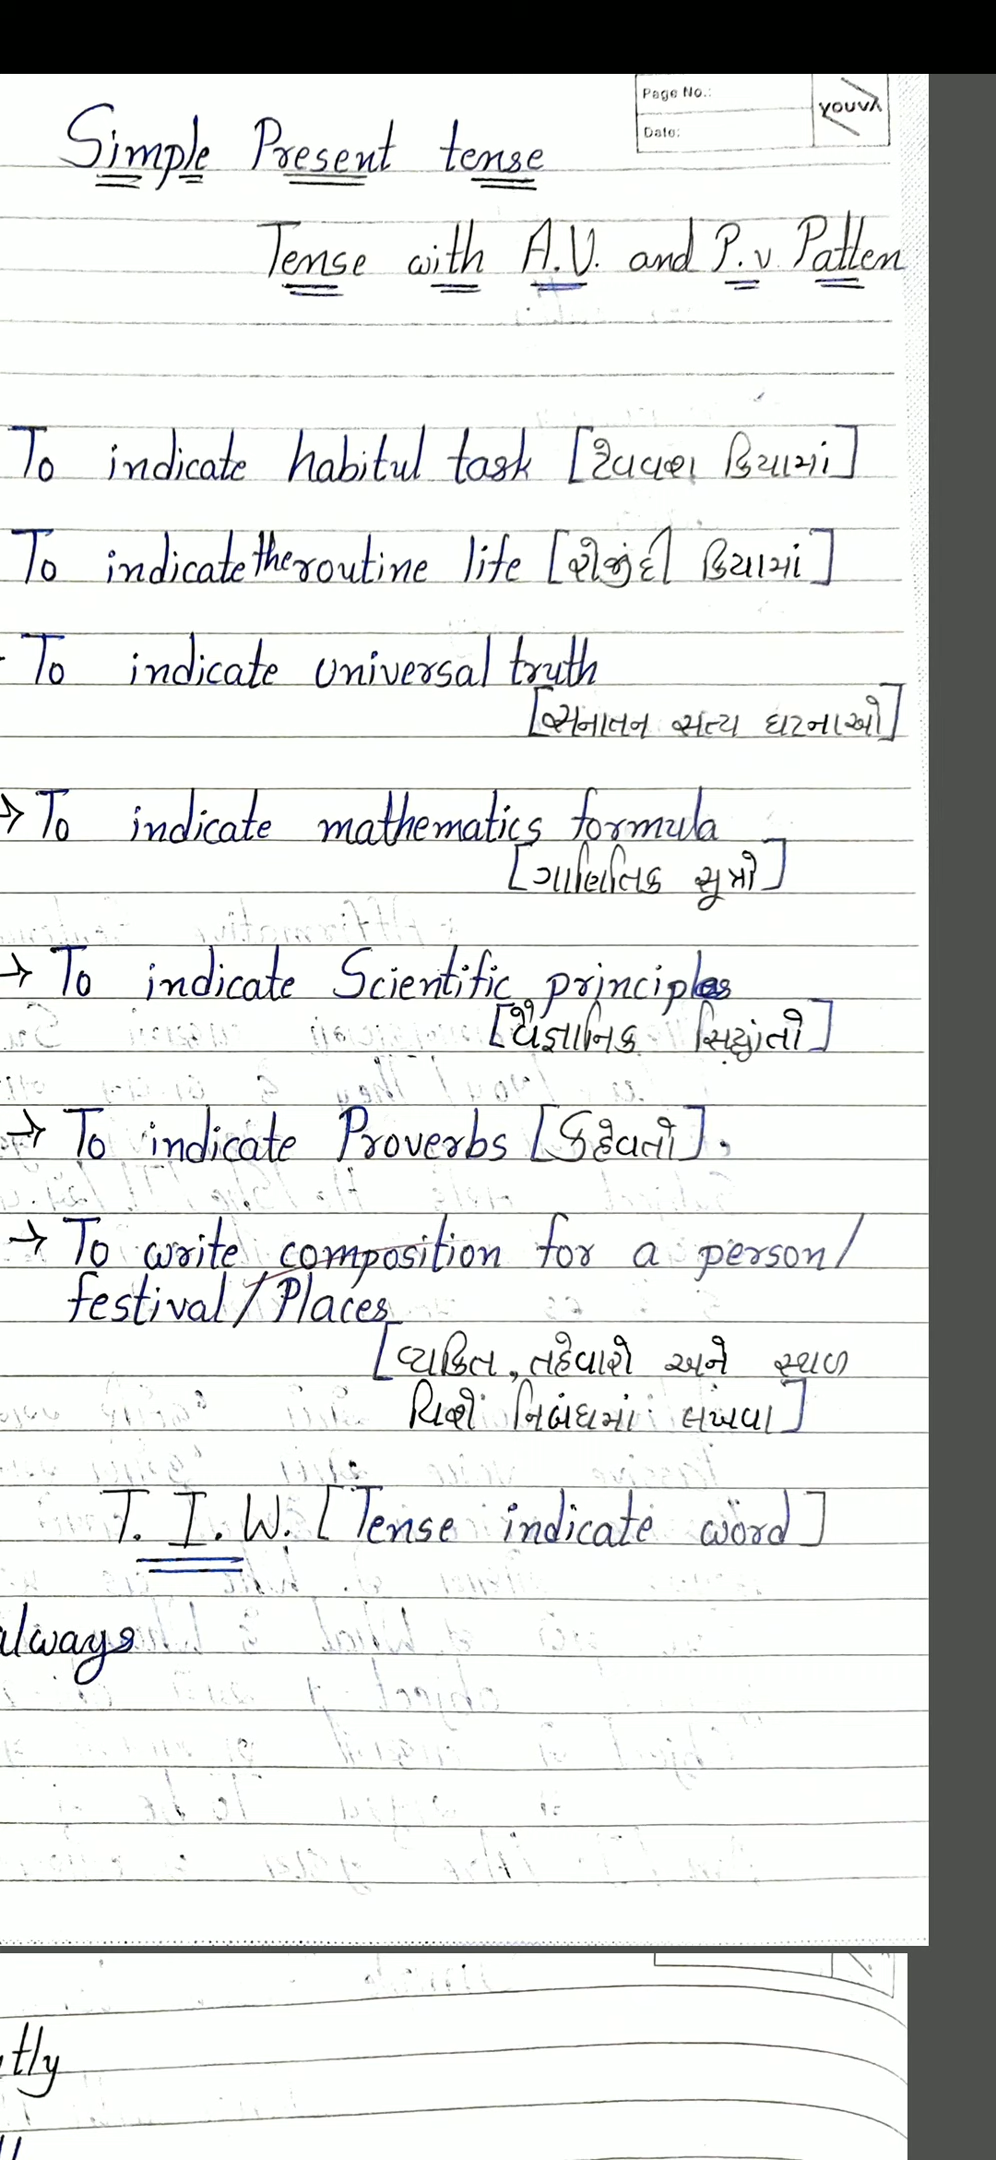 Page No.:
Date:
YOUVA
Simple Present tense
Tense with A.V. and P.v. Patten
To indicate habitul task [ટેવવશ ક્રિયામાં]
To indicate the routine life [રોજીંદી ક્રિયામાં]
- To indicate universal truth
[સનાતન સત્ય ઘટનાઓ]
→ To indicate mathematics formula
[ગાણિતિક સુત્રો]
→ To indicate Scientific principles
[વૈજ્ઞાનિક સિદ્ધાંતો]
→ To indicate Proverbs [કહેવતો].
→ To write composition for a person/
festival/Places
[વ્યકિત, તહેવારો અને સ્થળ
વિશે નિબંધમાં લખવા]
T. I. W. [Tense indicate word]
always
tly